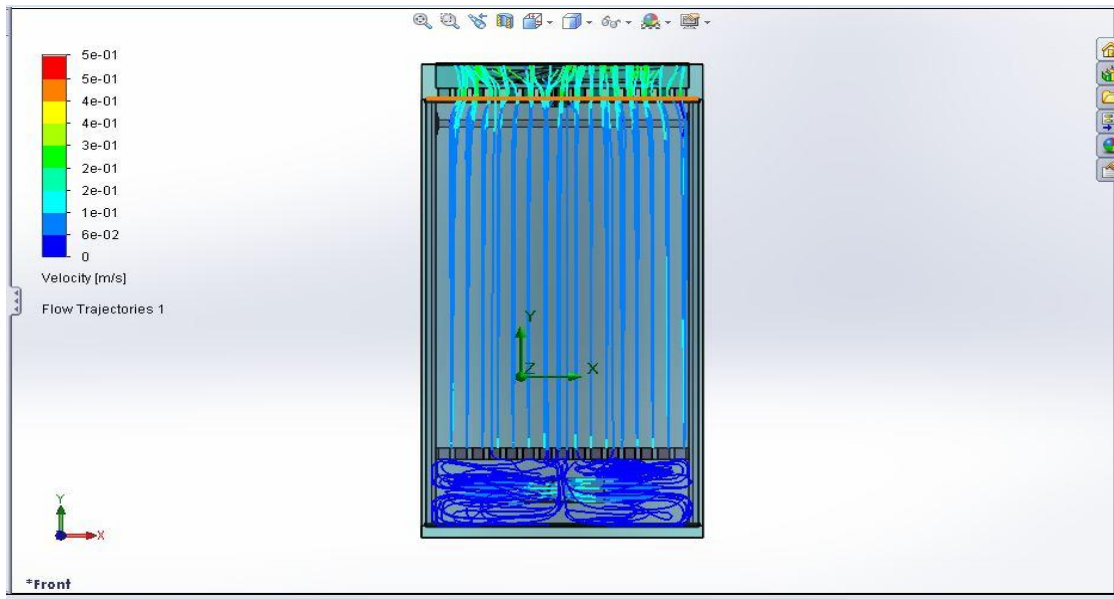 5e-01
5e-01
4e-01
4e-01
3e-01
2e-01
2e-01
1e-01
6e-02
0
Velocity [m/s]
Flow Trajectories 1
Y
Z
X
Y
X
*Front